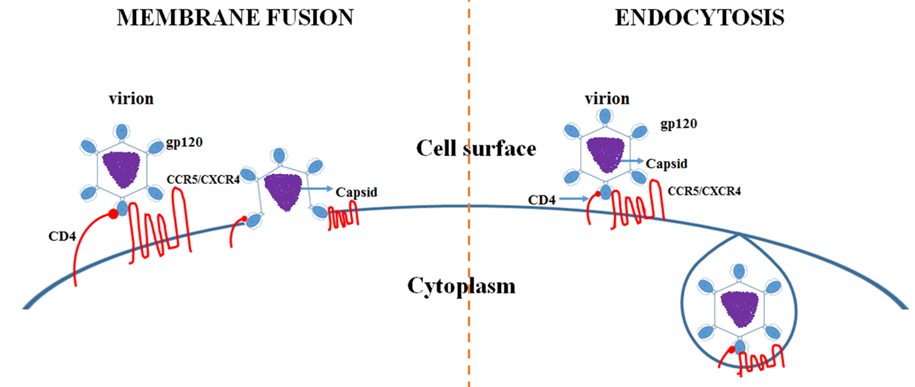 MEMBRANE FUSION
ENDOCYTOSIS
virion
gp120
CCR5/CXCR4
Capsid
CD4
Cell surface
Cytoplasm
virion
gp120
Capsid
CCR5/CXCR4
CD4